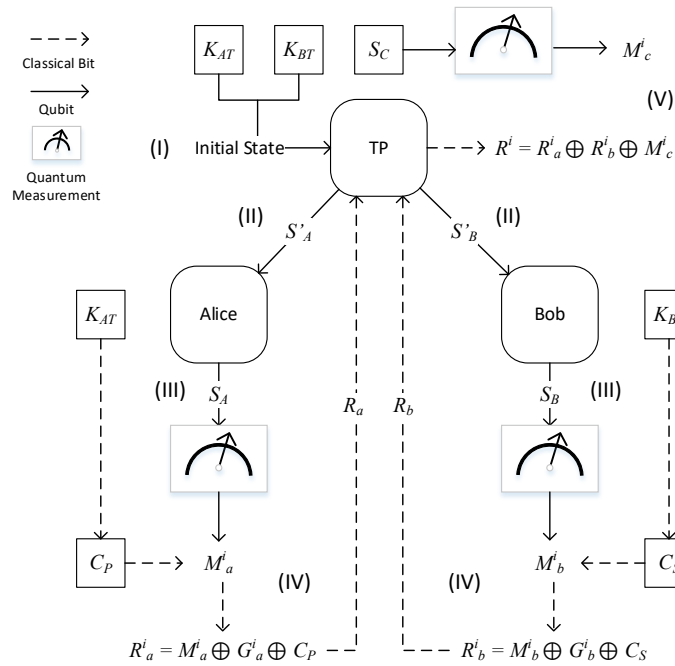 K_AT K_BT S_C M^i_c
Classical Bit
(V)
Qubit
(I) Initial State TP R^i = R^i_a ⊕ R^i_b ⊕ M^i_c
Quantum
Measurement
(II) (II)
S'_A S'_B
K_AT Alice Bob K_B
(III) S_A S_B (III)
R_a R_b
C_P M^i_a M^i_b C_S
(IV) (IV)
R^i_a = M^i_a ⊕ G^i_a ⊕ C_P R^i_b = M^i_b ⊕ G^i_b ⊕ C_S